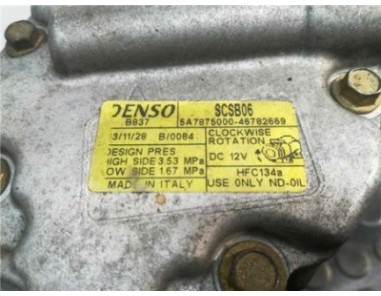 DENSO SCSB06
B837 5A7875000-46782669
3/11/28 B/0084 CLOCKWISE
ROTATION
DESIGN PRES
HIGH SIDE 3.53 MPa DC 12V
LOW SIDE 1.67 MPa HFC134a
MADE IN ITALY USE ONLY ND-OIL